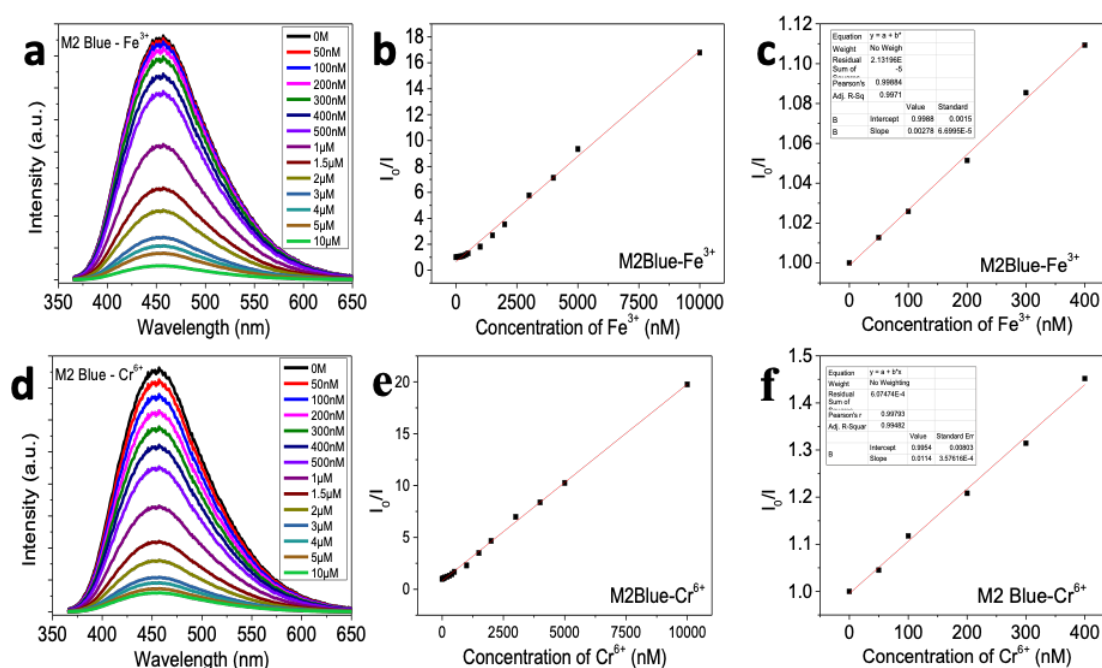 a
M2 Blue - Fe³⁺
0M
50nM
100nM
200nM
300nM
400nM
500nM
1µM
1.5µM
2µM
3µM
4µM
5µM
10µM
Intensity (a.u.)
350 400 450 500 550 600 650
Wavelength (nm)
b
18
16
14
12
10
8
6
4
2
0
I₀/I
M2Blue-Fe³⁺
0 2500 5000 7500 10000
Concentration of Fe³⁺ (nM)
c
1.12
1.10
1.08
1.06
1.04
1.02
1.00
I₀/I
Equation y = a + b*
Weight No Weigh
Residual 2.13196E
Sum of -5
Pearson's 0.99884
Adj. R-Sq 0.9971
Value Standard
B Intercept 0.9988 0.0015
B Slope 0.00278 6.6995E-5
M2Blue-Fe³⁺
0 100 200 300 400
Concentration of Fe³⁺ (nM)
d
M2 Blue - Cr⁶⁺
0M
50nM
100nM
200nM
300nM
400nM
500nM
1µM
1.5µM
2µM
3µM
4µM
5µM
10µM
Intensity (a.u.)
350 400 450 500 550 600 650
Wavelength (nm)
e
20
15
10
5
0
I₀/I
M2Blue-Cr⁶⁺
0 2500 5000 7500 10000
Concentration of Cr⁶⁺ (nM)
f
1.5
1.4
1.3
1.2
1.1
1.0
I₀/I
Equation y = a + b*x
Weight No Weighting
Residual 6.07474E-4
Sum of
Pearson's r 0.99793
Adj. R-Squar 0.99482
Value Standard Err
B Intercept 0.9954 0.00803
Slope 0.0114 3.57616E-4
M2 Blue-Cr⁶⁺
0 100 200 300 400
Concentration of Cr⁶⁺ (nM)